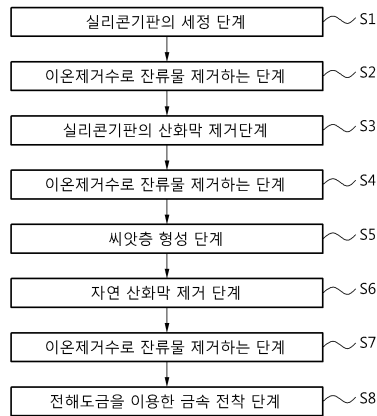 실리콘기판의 세정 단계 S1
이온제거수로 잔류물 제거하는 단계 S2
실리콘기판의 산화막 제거단계 S3
이온제거수로 잔류물 제거하는 단계 S4
씨앗층 형성 단계 S5
자연 산화막 제거 단계 S6
이온제거수로 잔류물 제거하는 단계 S7
전해도금을 이용한 금속 전착 단계 S8